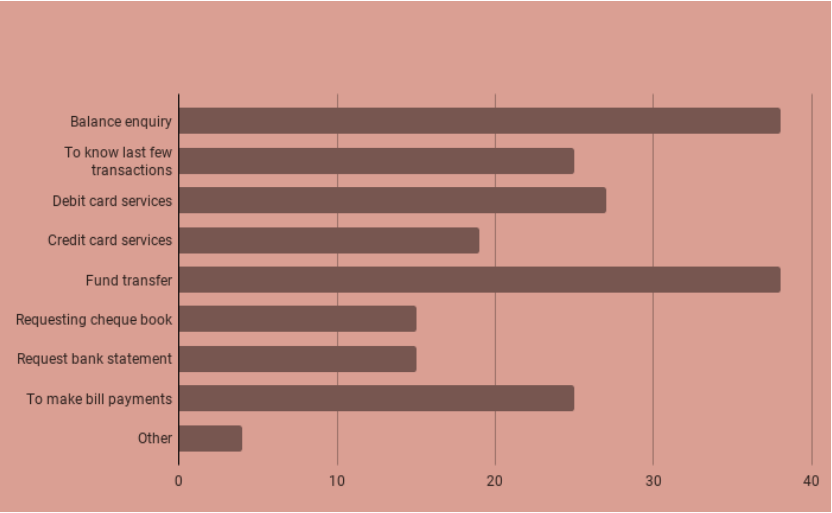 Balance enquiry
To know last few
transactions
Debit card services
Credit card services
Fund transfer
Requesting cheque book
Request bank statement
To make bill payments
Other
0 10 20 30 40